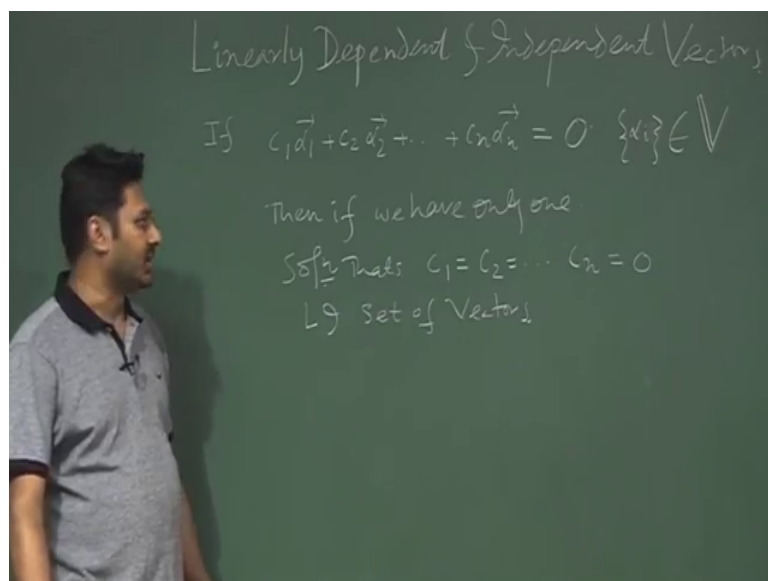 Linearly Dependent & Independent Vectors.
If c₁α⃗₁ + c₂α⃗₂ + ... + cₙα⃗ₙ = 0 {αᵢ} ∈ 𝕍
Then if we have only one
Solⁿ Thats c₁ = c₂ = ... cₙ = 0
LI Set of Vectors